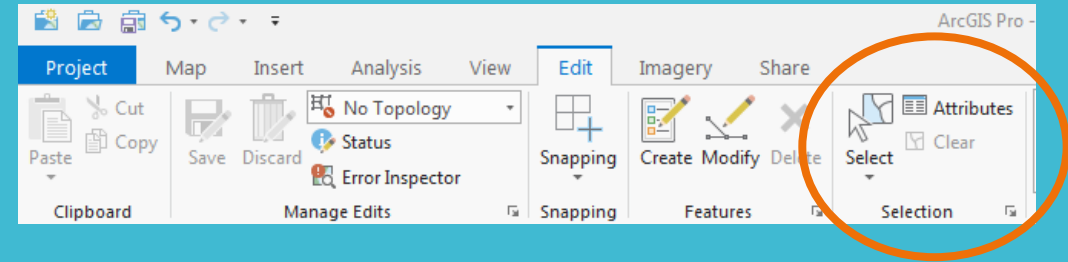 ArcGIS Pro -
Project Map Insert Analysis View Edit Imagery Share
Cut No Topology Attributes
Copy Status Clear
Paste Save Discard Snapping Create Modify Delete Select
Error Inspector
Clipboard Manage Edits Snapping Features Selection